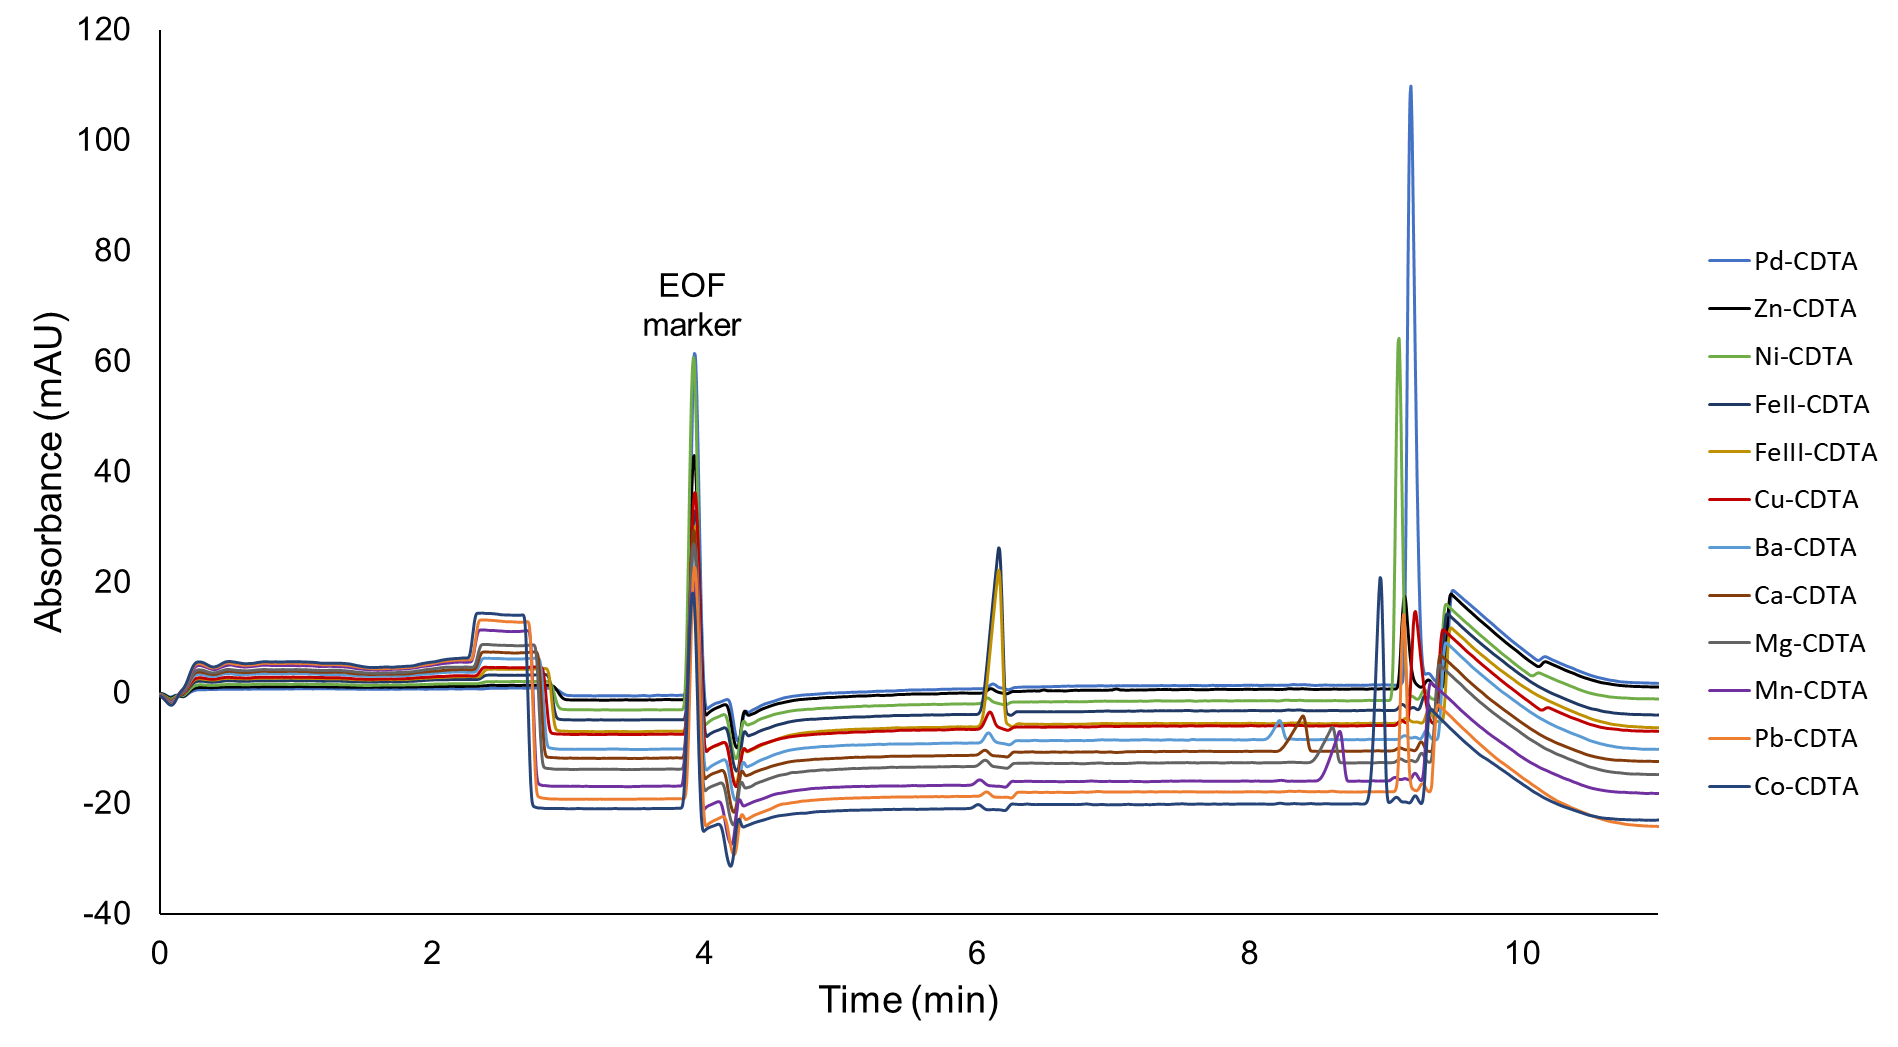 120
100
80
60
40
20
0
-20
-40
Absorbance (mAU)
EOF
marker
0 2 4 6 8 10
Time (min)
Pd-CDTA
Zn-CDTA
Ni-CDTA
FeII-CDTA
FeIII-CDTA
Cu-CDTA
Ba-CDTA
Ca-CDTA
Mg-CDTA
Mn-CDTA
Pb-CDTA
Co-CDTA